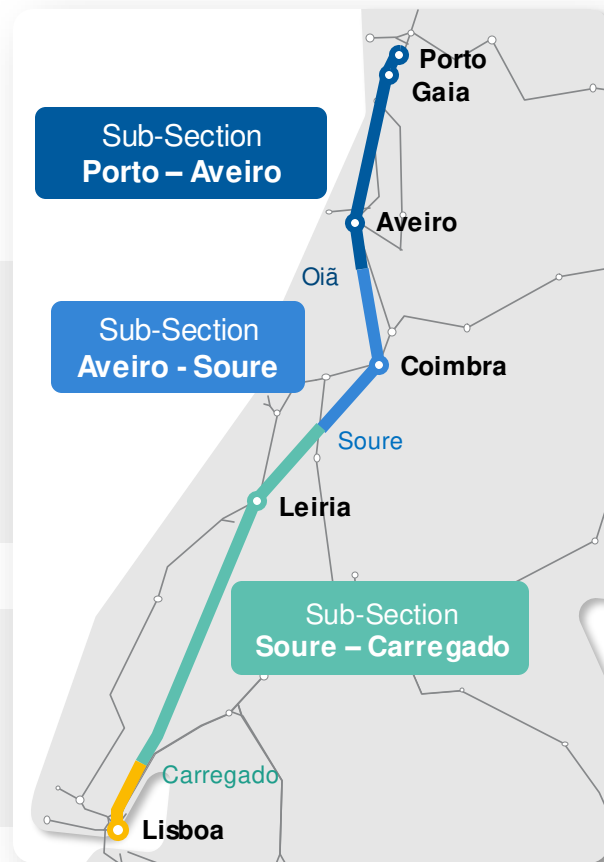 Porto
Gaia
Sub-Section
Porto – Aveiro
Aveiro
Oiã
Sub-Section
Aveiro - Soure
Coimbra
Soure
Leiria
Sub-Section
Soure – Carregado
Carregado
Lisboa